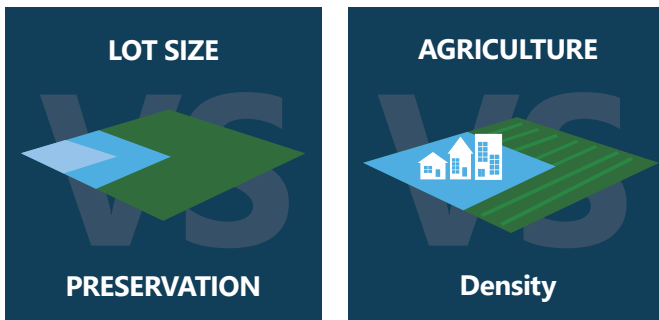 LOT SIZE
VS
PRESERVATION
AGRICULTURE
VS
Density